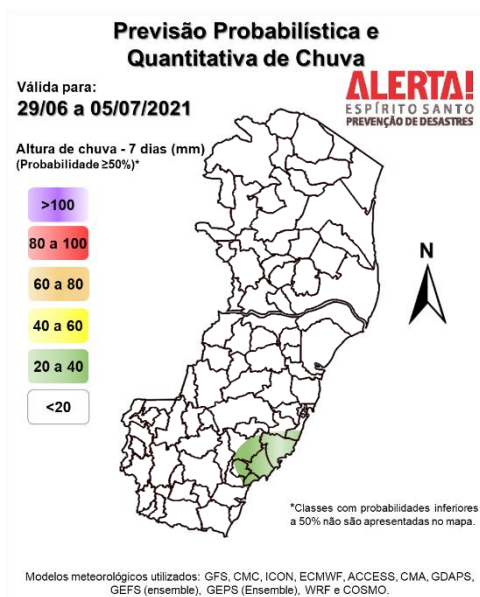 Previsão Probabilística e
Quantitativa de Chuva
Válida para:
29/06 a 05/07/2021
ALERTA!
ESPÍRITO SANTO
PREVENÇÃO DE DESASTRES
Altura de chuva - 7 dias (mm)
(Probabilidade ≥50%)*
>100
80 a 100
60 a 80
40 a 60
20 a 40
<20
N
*Classes com probabilidades inferiores
a 50% não são apresentadas no mapa.
Modelos meteorológicos utilizados: GFS, CMC, ICON, ECMWF, ACCESS, CMA, GDAPS,
GEFS (ensemble), GEPS (Ensemble), WRF e COSMO.